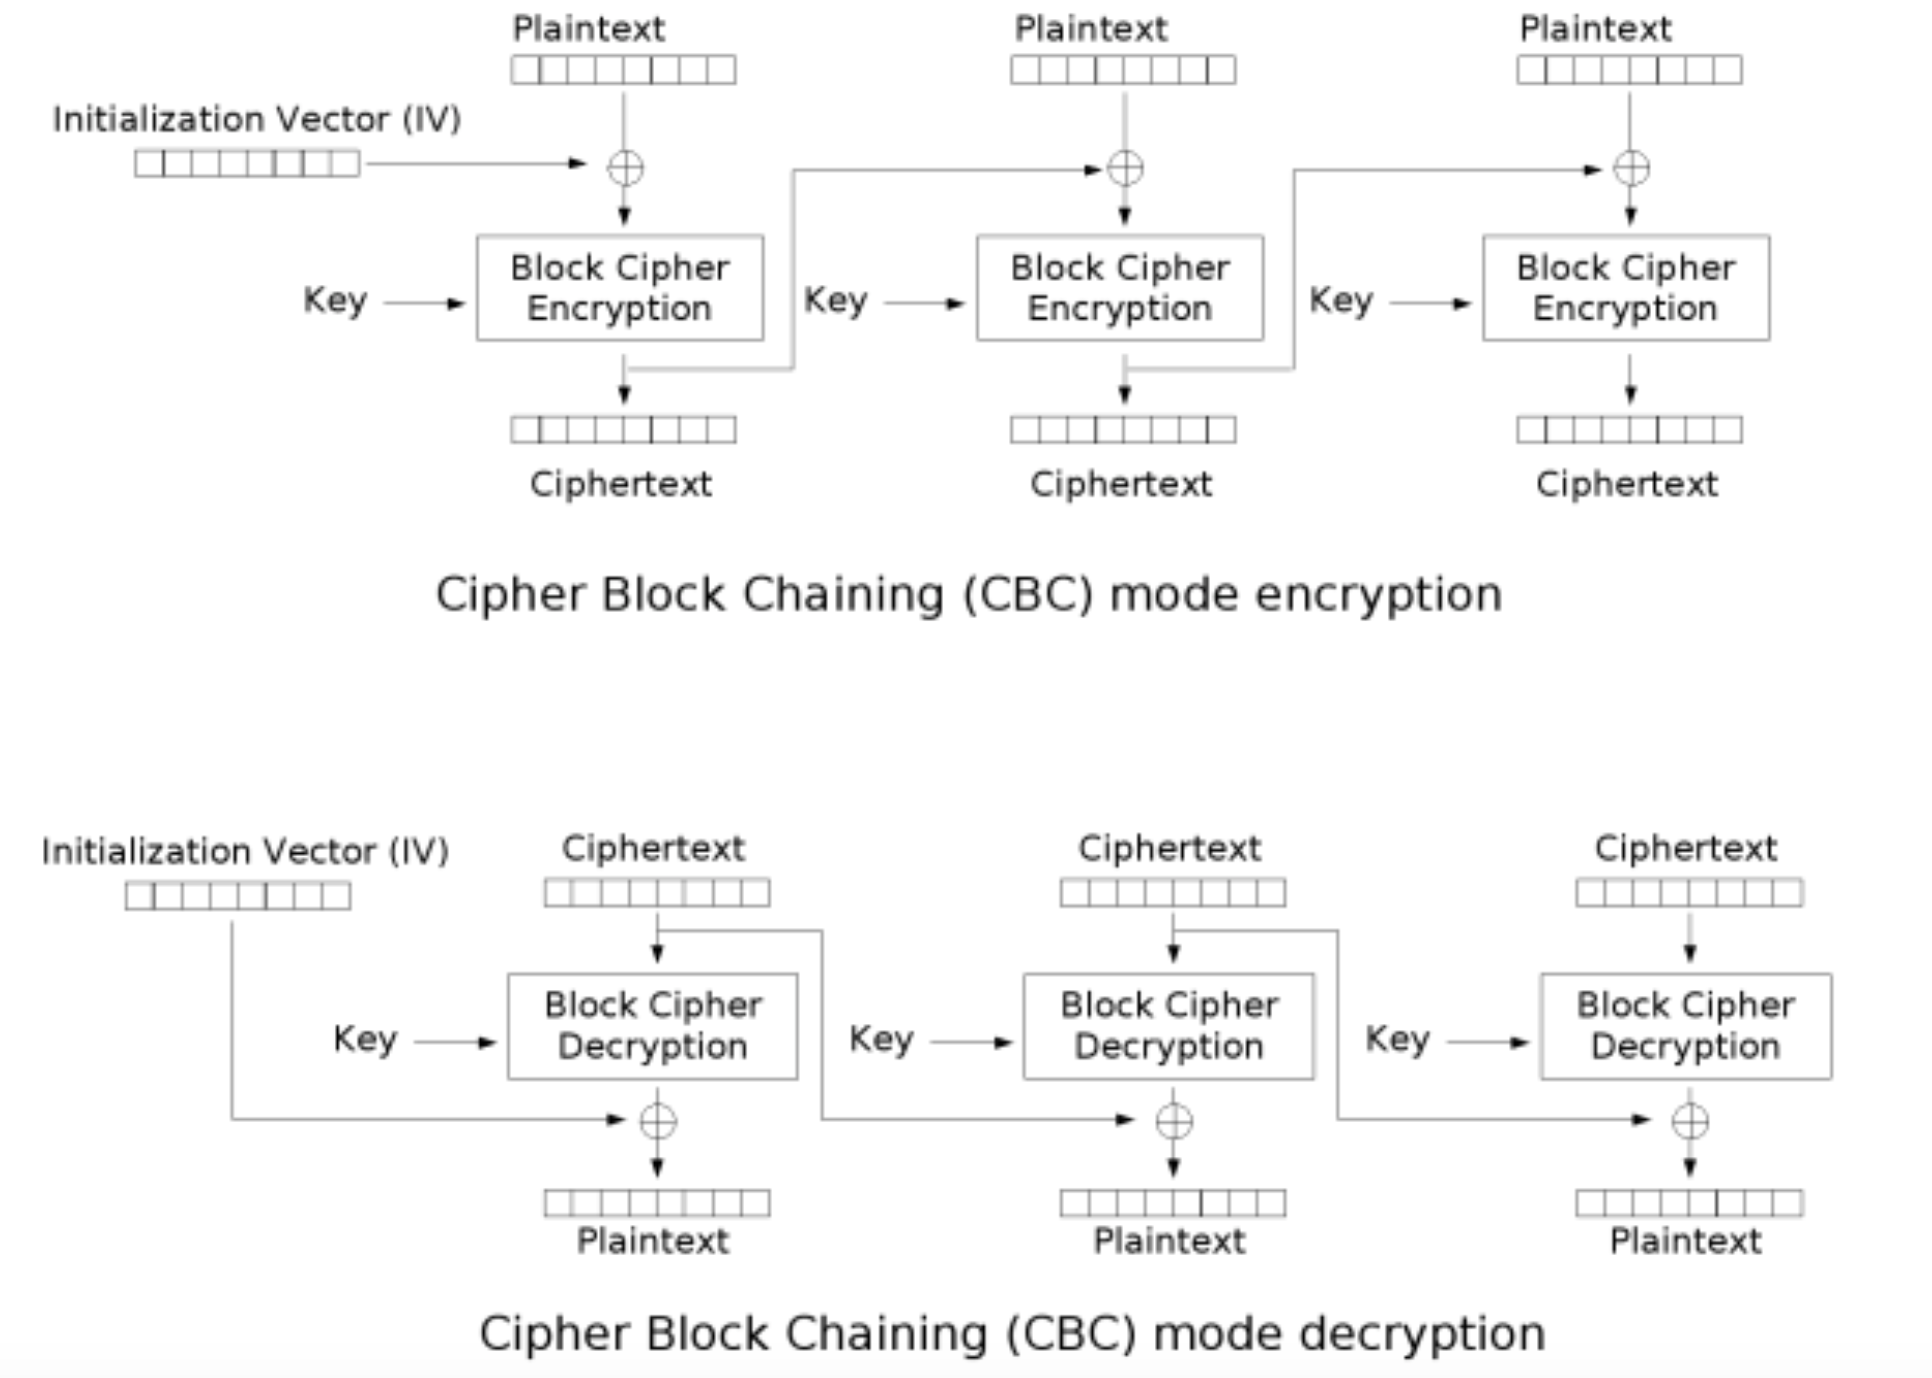 Plaintext
Plaintext
Plaintext
Initialization Vector (IV)
Key
Block Cipher
Encryption
Key
Block Cipher
Encryption
Key
Block Cipher
Encryption
Ciphertext
Ciphertext
Ciphertext
Cipher Block Chaining (CBC) mode encryption
Initialization Vector (IV)
Ciphertext
Ciphertext
Ciphertext
Key
Block Cipher
Decryption
Key
Block Cipher
Decryption
Key
Block Cipher
Decryption
Plaintext
Plaintext
Plaintext
Cipher Block Chaining (CBC) mode decryption